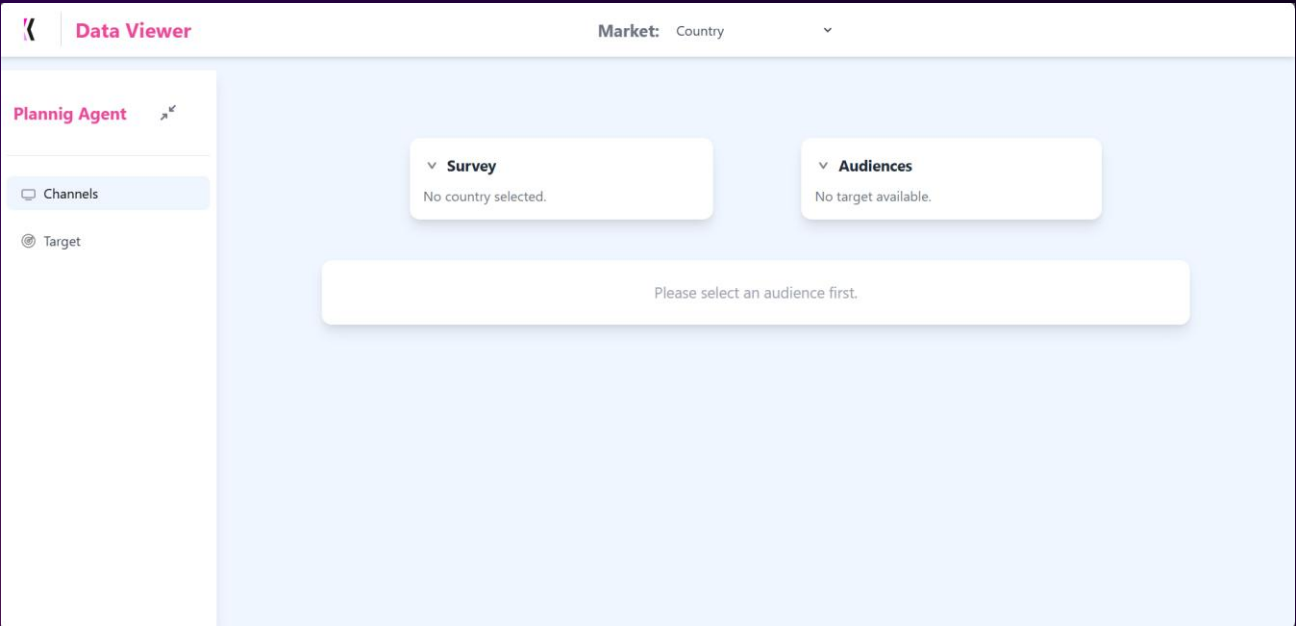 Data Viewer
Market: Country
Plannig Agent
Channels
Target
Survey
No country selected.
Audiences
No target available.
Please select an audience first.